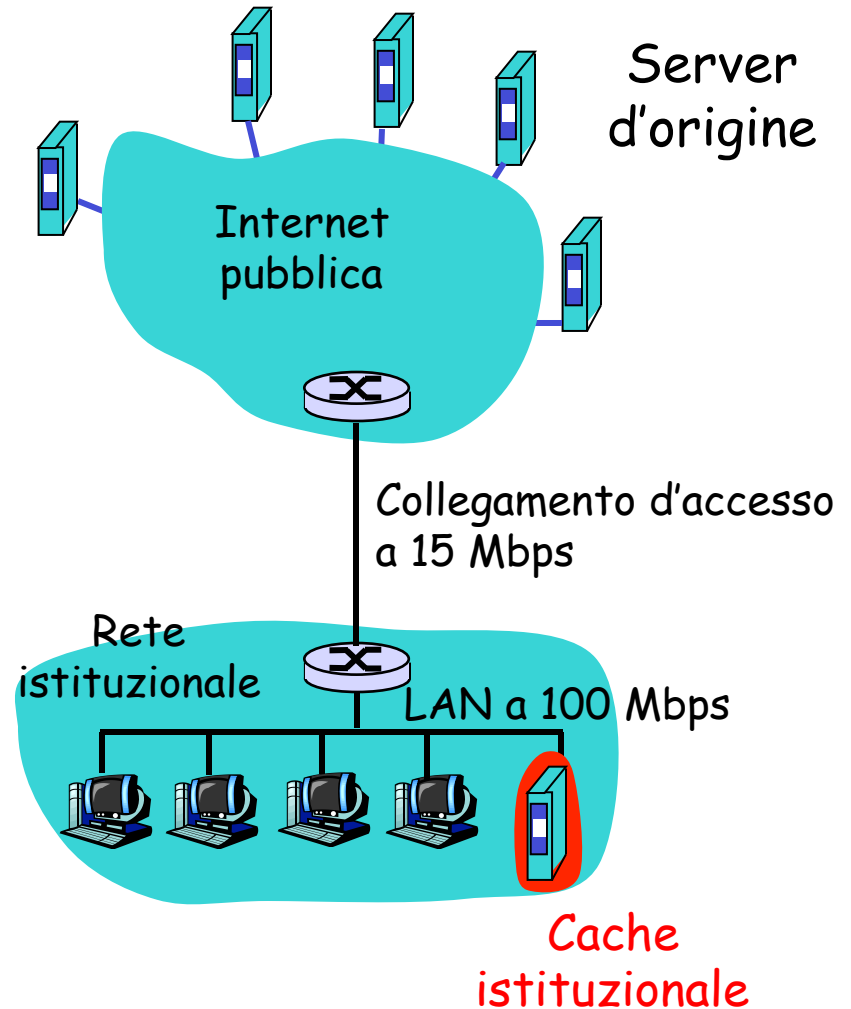 Server
d’origine
Internet
pubblica
Collegamento d’accesso
a 15 Mbps
Rete
istituzionale
LAN a 100 Mbps
Cache
istituzionale